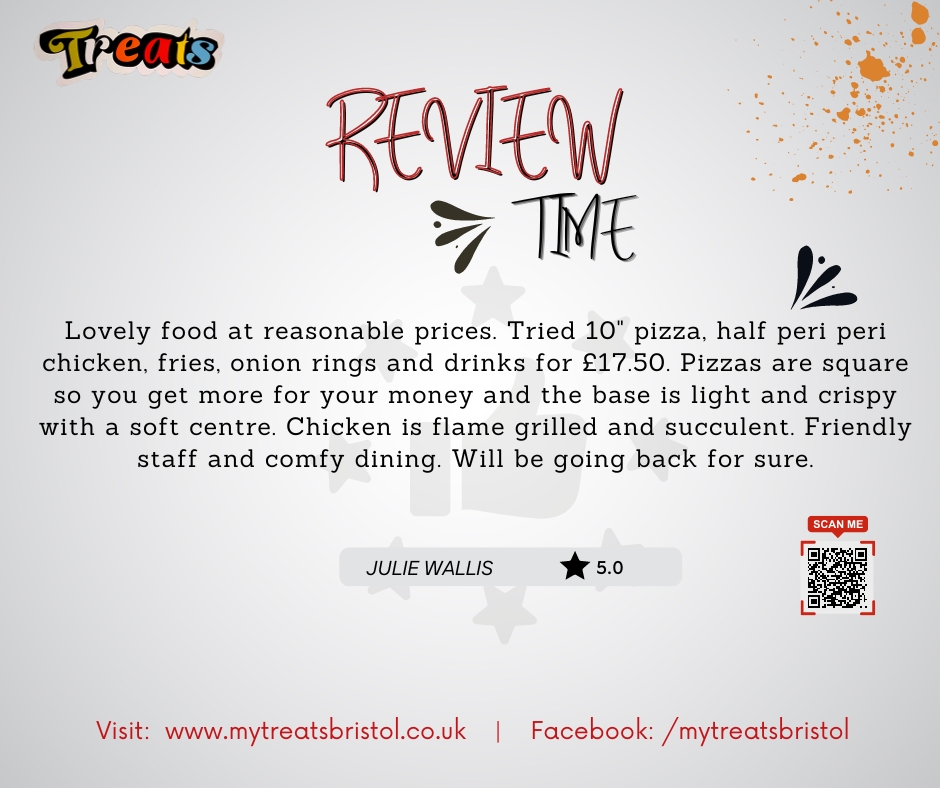 Treats
REVIEW
TIME
Lovely food at reasonable prices. Tried 10" pizza, half peri peri
chicken, fries, onion rings and drinks for £17.50. Pizzas are square
so you get more for your money and the base is light and crispy
with a soft centre. Chicken is flame grilled and succulent. Friendly
staff and comfy dining. Will be going back for sure.
SCAN ME
JULIE WALLIS ★ 5.0
Visit: www.mytreatsbristol.co.uk | Facebook: /mytreatsbristol